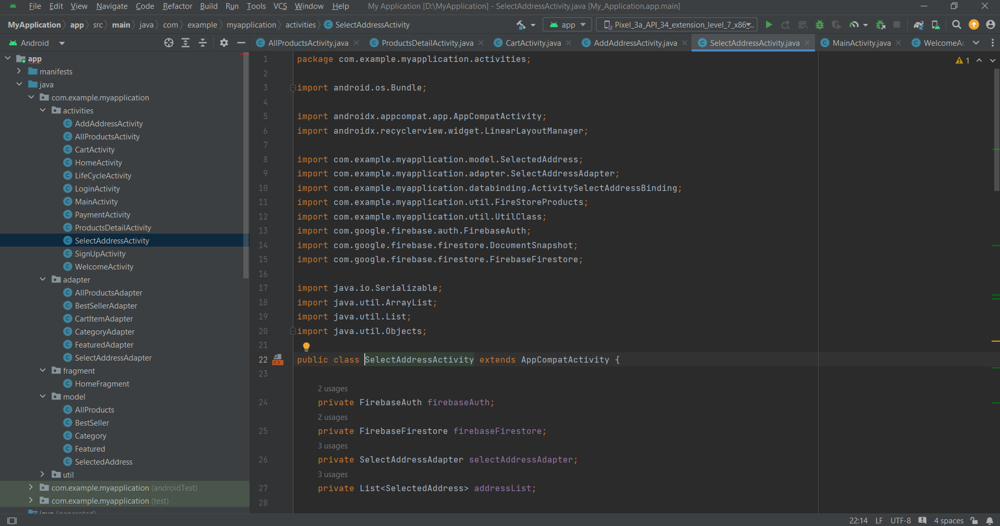 File Edit View Navigate Code Refactor Build Run Tools VCS Window Help My Application [D:\MyApplication] - SelectAddressActivity.java [My_Application.app.main]
MyApplication app src main java com example myapplication activities SelectAddressActivity app Pixel_3a_API_34_extension_level_7_x86...
Android
AllProductsActivity.java ProductsDetailActivity.java CartActivity.java AddAddressActivity.java SelectAddressActivity.java MainActivity.java WelcomeAc
app
manifests
java
com.example.myapplication
activities
AddAddressActivity
AllProductsActivity
CartActivity
HomeActivity
LifeCycleActivity
LoginActivity
MainActivity
PaymentActivity
ProductsDetailActivity
SelectAddressActivity
SignUpActivity
WelcomeActivity
adapter
AllProductsAdapter
BestSellerAdapter
CartItemAdapter
CategoryAdapter
FeaturedAdapter
SelectAddressAdapter
fragment
HomeFragment
model
AllProducts
BestSeller
Category
Featured
SelectedAddress
util
com.example.myapplication (androidTest)
com.example.myapplication (test)
java (generated)
1 package com.example.myapplication.activities;
2
3 import android.os.Bundle;
4
5 import androidx.appcompat.app.AppCompatActivity;
6 import androidx.recyclerview.widget.LinearLayoutManager;
7
8 import com.example.myapplication.model.SelectedAddress;
9 import com.example.myapplication.adapter.SelectAddressAdapter;
10 import com.example.myapplication.databinding.ActivitySelectAddressBinding;
11 import com.example.myapplication.util.FireStoreProducts;
12 import com.example.myapplication.util.UtilClass;
13 import com.google.firebase.auth.FirebaseAuth;
14 import com.google.firebase.firestore.DocumentSnapshot;
15 import com.google.firebase.firestore.FirebaseFirestore;
16
17 import java.io.Serializable;
18 import java.util.ArrayList;
19 import java.util.List;
20 import java.util.Objects;
21
22 public class SelectAddressActivity extends AppCompatActivity {
23
2 usages
24 private FirebaseAuth firebaseAuth;
2 usages
25 private FirebaseFirestore firebaseFirestore;
3 usages
26 private SelectAddressAdapter selectAddressAdapter;
3 usages
27 private List<SelectedAddress> addressList;
28
1
22:14 LF UTF-8 4 spaces